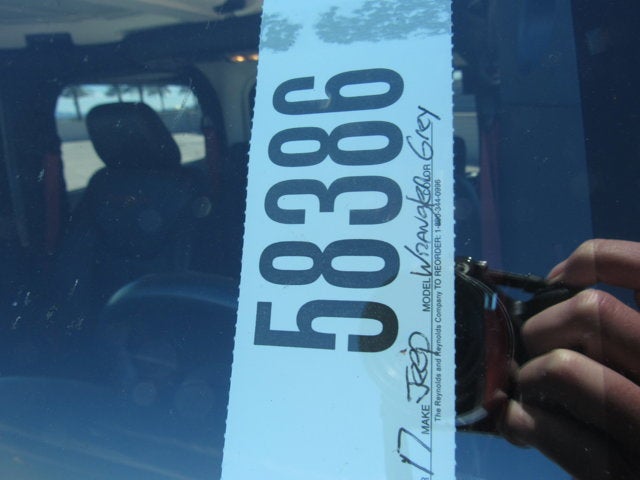 58386
'17 MAKE Jeep MODEL Wrangler COLOR Grey
The Reynolds and Reynolds Company TO REORDER: 1-800-344-0996